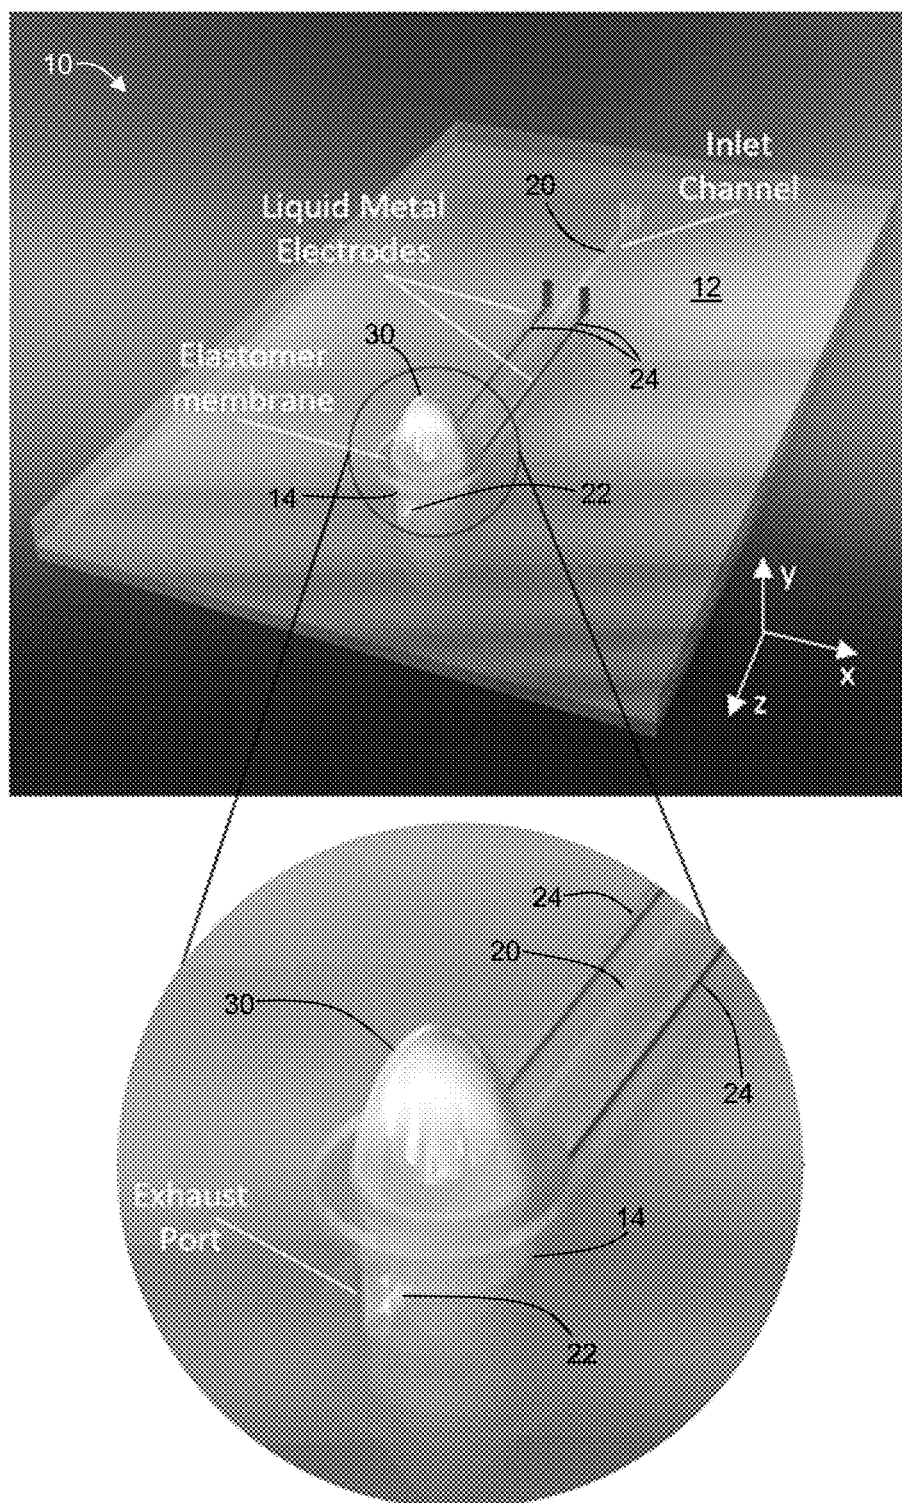 10
Inlet
Channel
20
Liquid Metal
Electrodes
12
30
Elastomer
membrane
24
14
22
y
x
z
24
20
30
24
Exhaust
Port
14
22